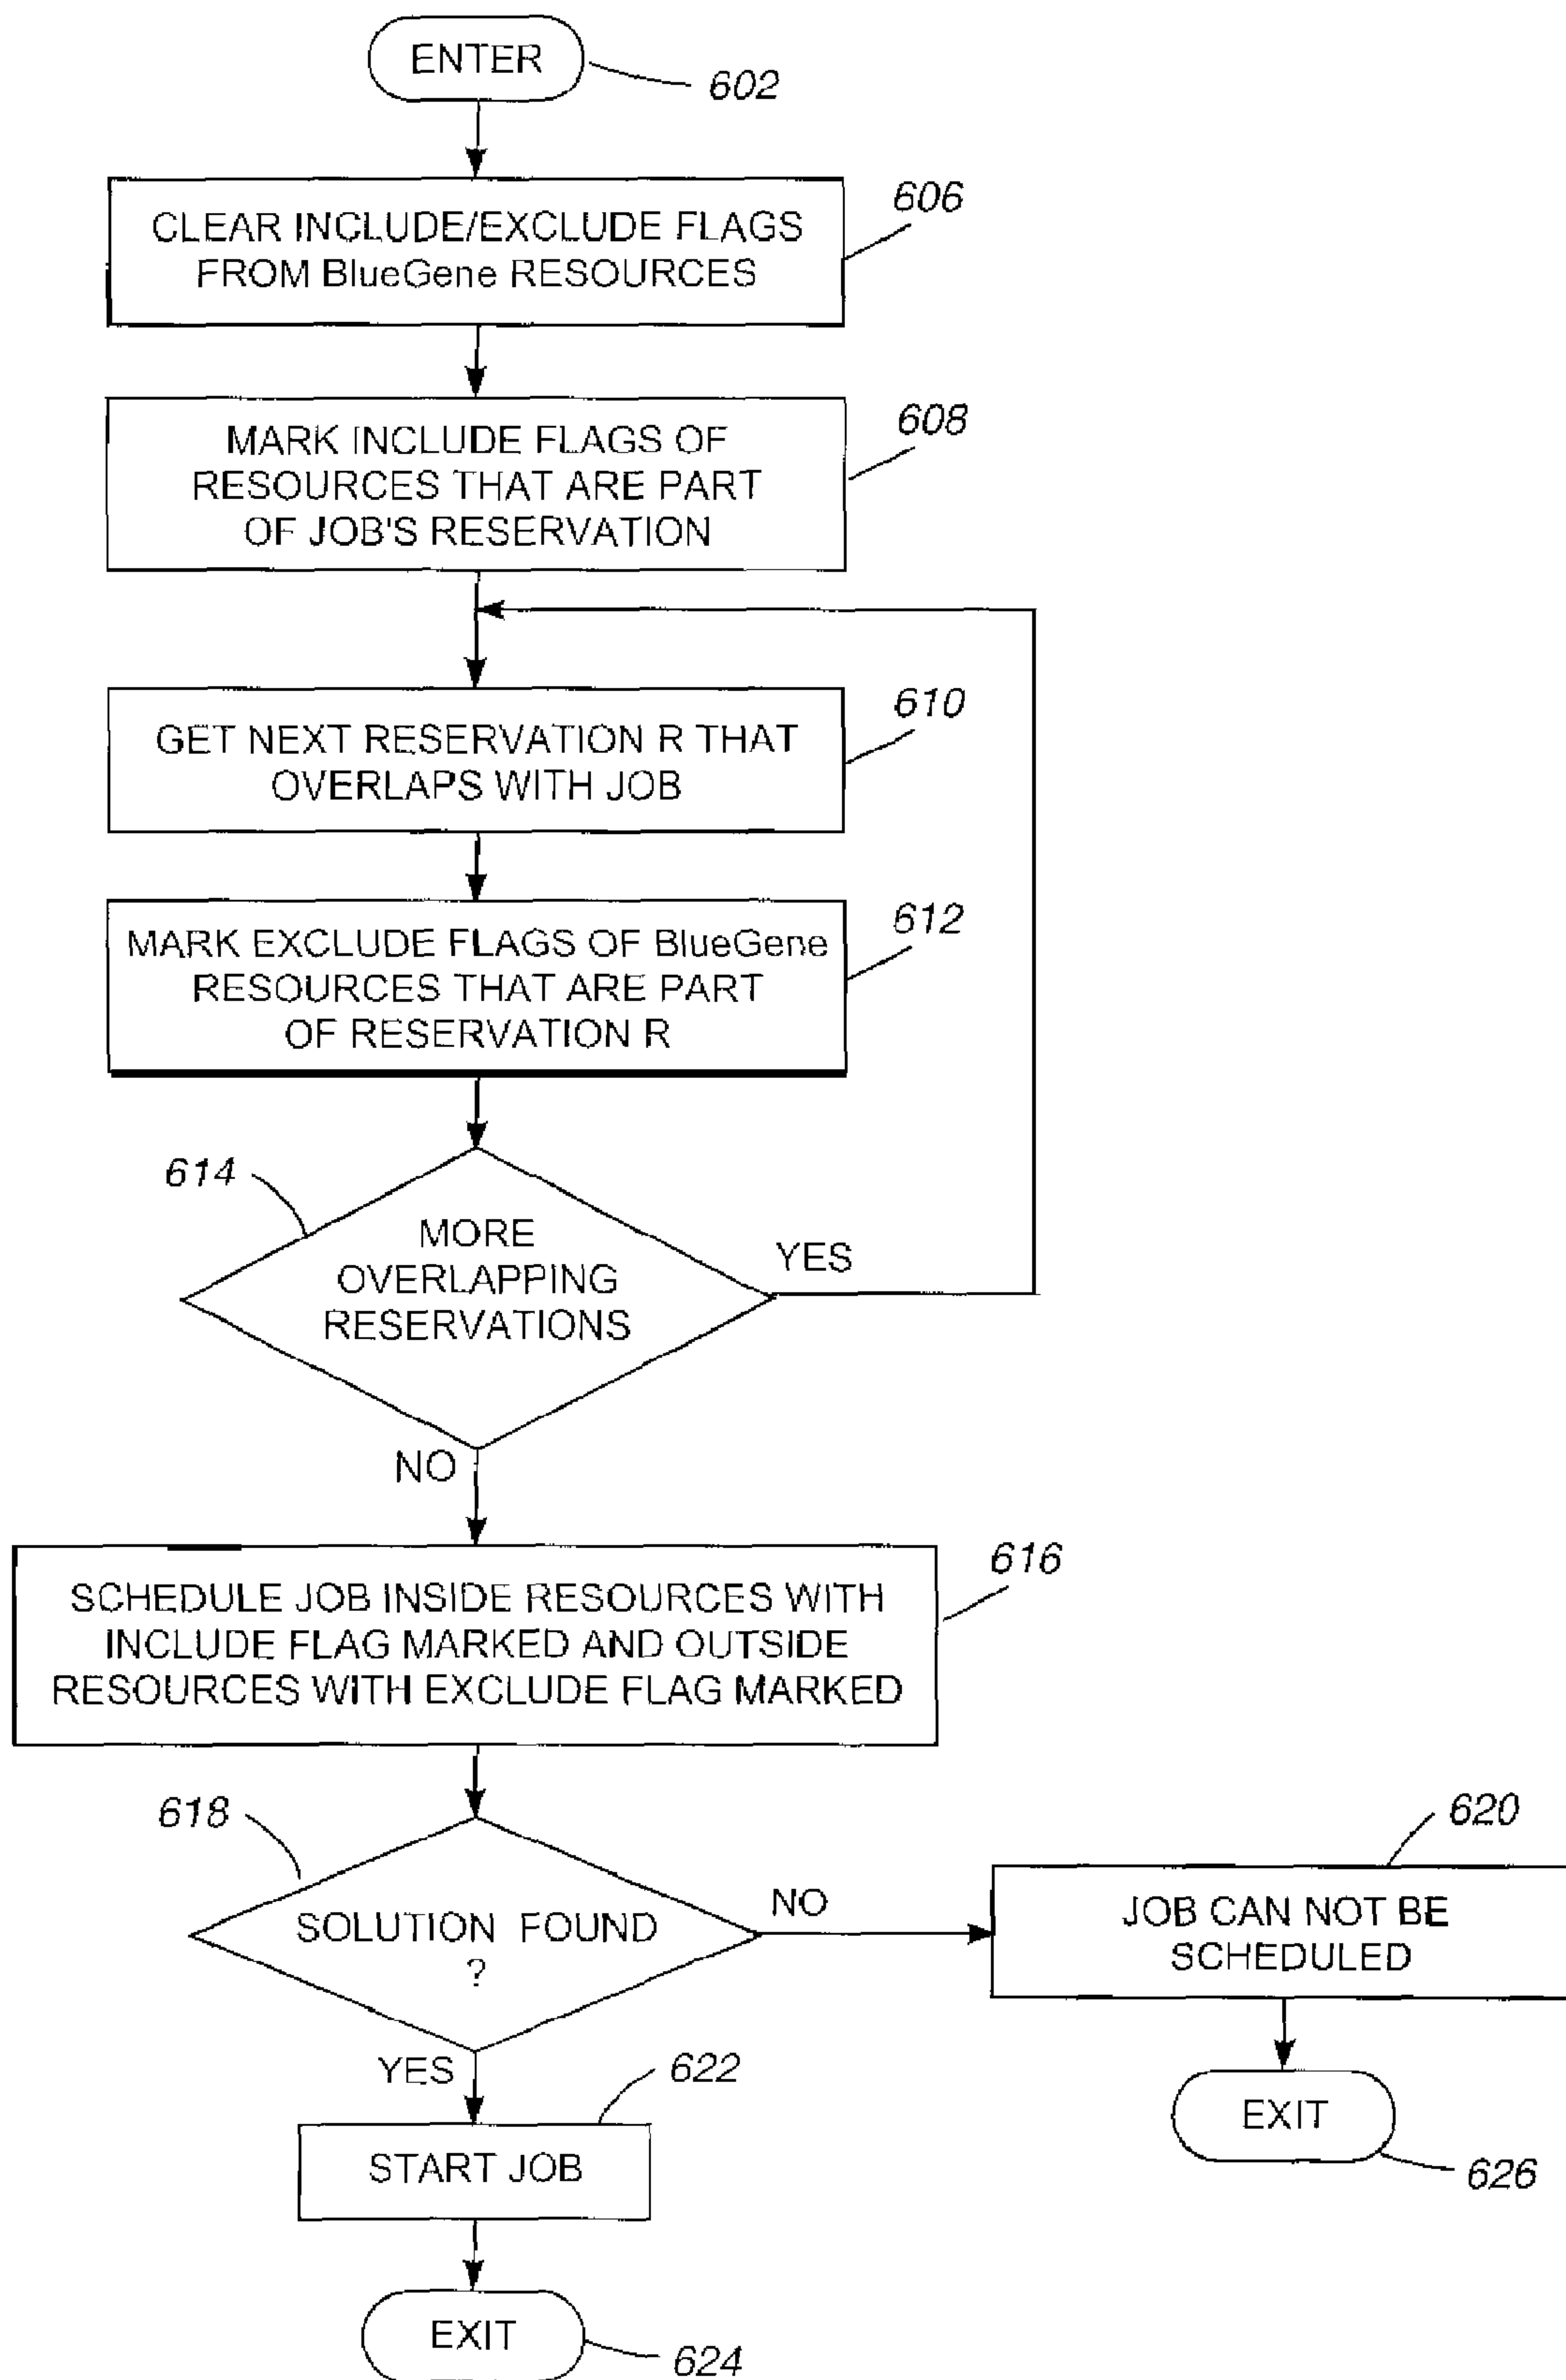 ENTER
602
606
CLEAR INCLUDE/EXCLUDE FLAGS
FROM BlueGene RESOURCES
608
MARK INCLUDE FLAGS OF
RESOURCES THAT ARE PART
OF JOB'S RESERVATION
610
GET NEXT RESERVATION R THAT
OVERLAPS WITH JOB
612
MARK EXCLUDE FLAGS OF BlueGene
RESOURCES THAT ARE PART
OF RESERVATION R
614
MORE
OVERLAPPING
RESERVATIONS
YES
NO
616
SCHEDULE JOB INSIDE RESOURCES WITH
INCLUDE FLAG MARKED AND OUTSIDE
RESOURCES WITH EXCLUDE FLAG MARKED
618
SOLUTION FOUND
?
NO
620
JOB CAN NOT BE
SCHEDULED
YES
622
START JOB
EXIT
626
EXIT
624